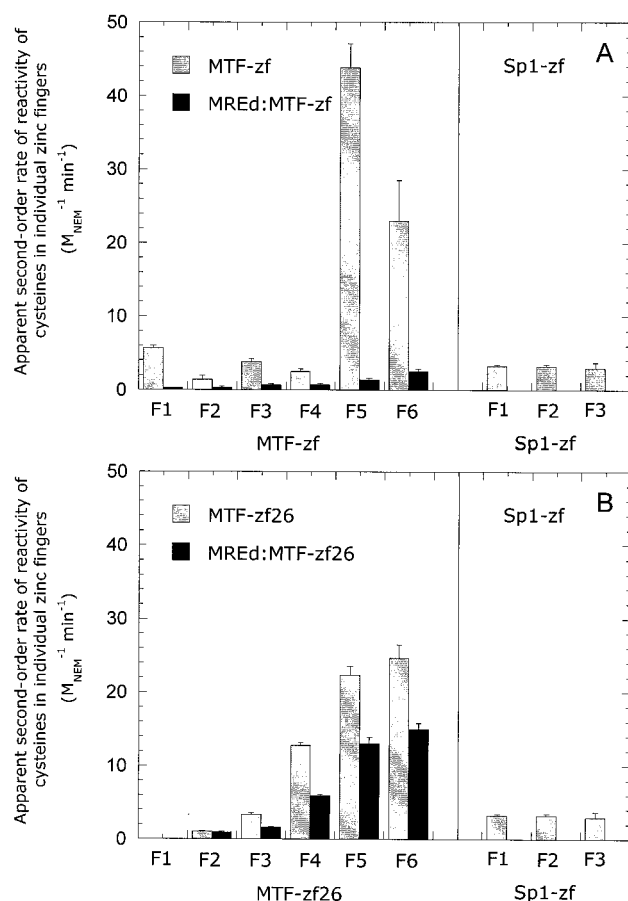 Apparent second-order rate of reactivity of
cysteines in individual zinc fingers
(M_NEM^-1 min^-1)
50
40
30
20
10
0
MTF-zf
MREd:MTF-zf
Sp1-zf
A
F1 F2 F3 F4 F5 F6 F1 F2 F3
MTF-zf Sp1-zf
Apparent second-order rate of reactivity of
cysteines in individual zinc fingers
(M_NEM^-1 min^-1)
50
40
30
20
10
0
MTF-zf26
MREd:MTF-zf26
Sp1-zf
B
F1 F2 F3 F4 F5 F6 F1 F2 F3
MTF-zf26 Sp1-zf